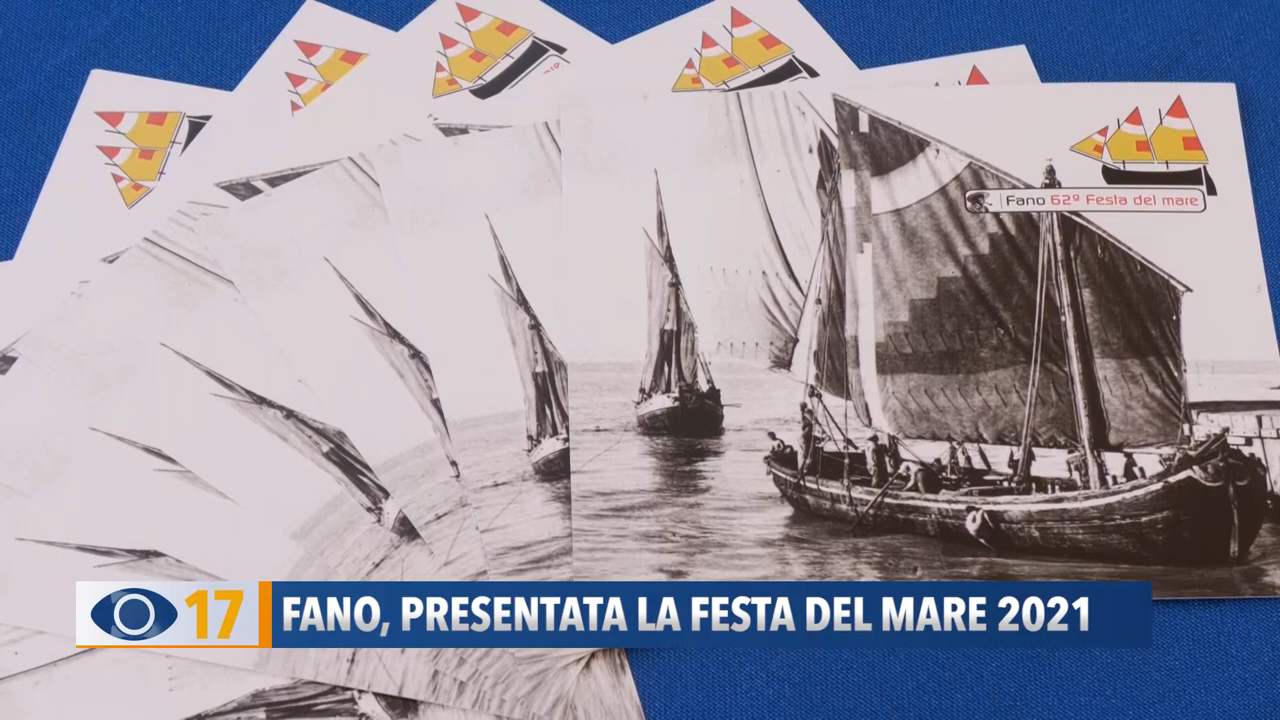 Fano 62º Festa del mare
17
FANO, PRESENTATA LA FESTA DEL MARE 2021